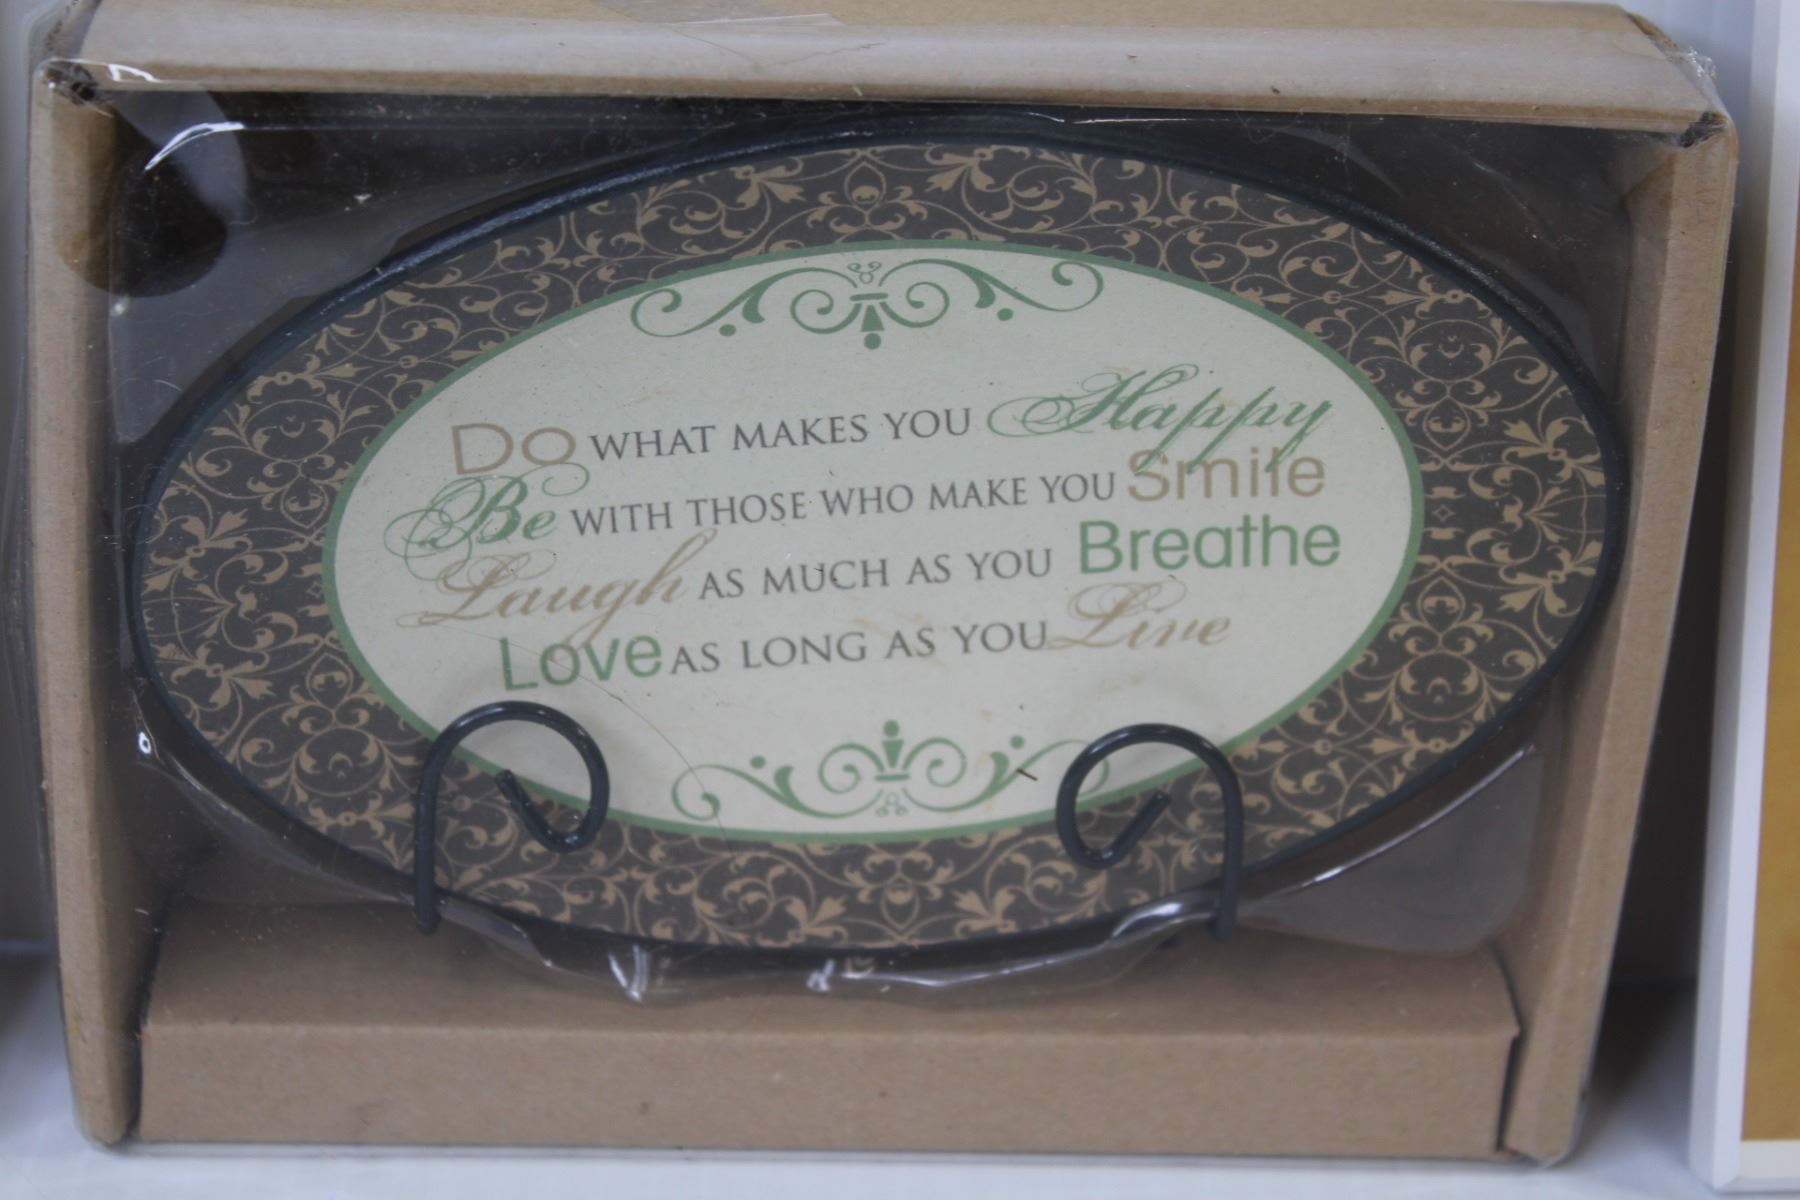 Do WHAT MAKES YOU Happy
Be WITH THOSE WHO MAKE YOU Smile
Laugh AS MUCH AS YOU Breathe
Love AS LONG AS YOU Live